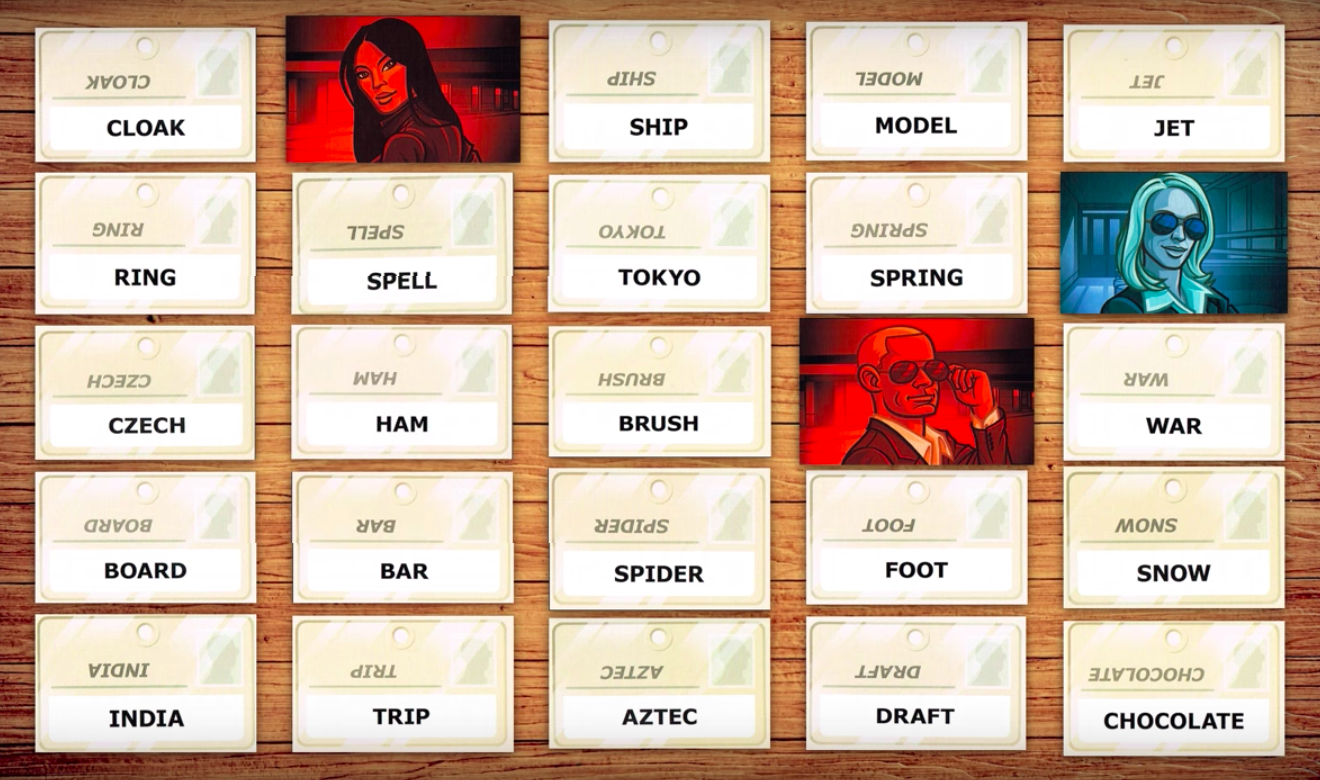 CLOAK
CLOAK
SHIP
SHIP
MODEL
MODEL
JET
JET
RING
RING
SPELL
SPELL
TOKYO
TOKYO
SPRING
SPRING
CZECH
CZECH
HAM
HAM
BRUSH
BRUSH
WAR
WAR
BOARD
BOARD
BAR
BAR
SPIDER
SPIDER
FOOT
FOOT
SNOW
SNOW
INDIA
INDIA
TRIP
TRIP
AZTEC
AZTEC
DRAFT
DRAFT
CHOCOLATE
CHOCOLATE